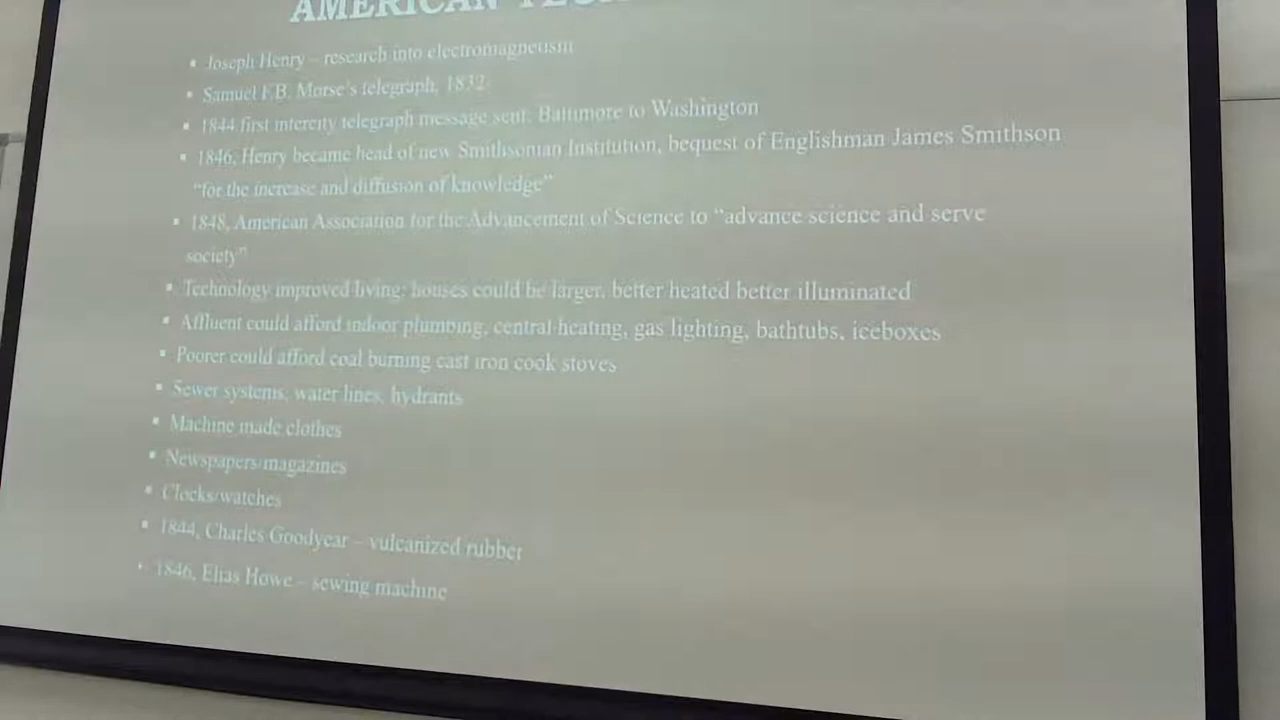 AMERICAN
▪ Joseph Henry – research into electromagnetism
▪ Samuel F.B. Morse's telegraph, 1832
▪ 1844 first intercity telegraph message sent: Baltimore to Washington
▪ 1846, Henry became head of new Smithsonian Institution, bequest of Englishman James Smithson
“for the increase and diffusion of knowledge”
▪ 1848, American Association for the Advancement of Science to “advance science and serve
society”
▪ Technology improved living: houses could be larger, better heated better illuminated
▪ Affluent could afford indoor plumbing, central heating, gas lighting, bathtubs, iceboxes
▪ Poorer could afford coal burning cast iron cook stoves
▪ Sewer systems, water lines, hydrants
▪ Machine made clothes
▪ Newspapers/magazines
▪ Clocks/watches
▪ 1844, Charles Goodyear – vulcanized rubber
▪ 1846, Elias Howe – sewing machine